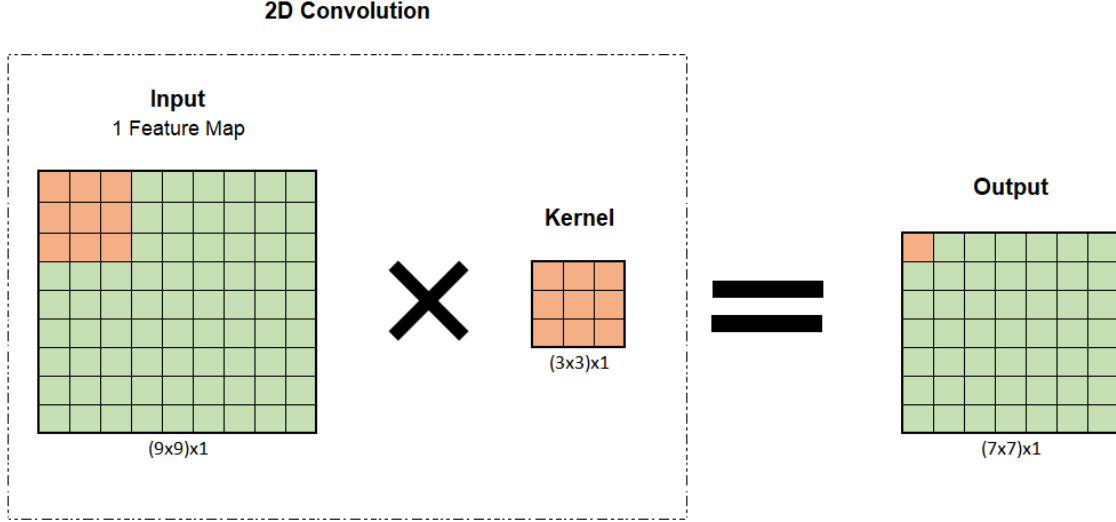 2D Convolution
Input
1 Feature Map
(9x9)x1
Kernel
(3x3)x1
Output
(7x7)x1